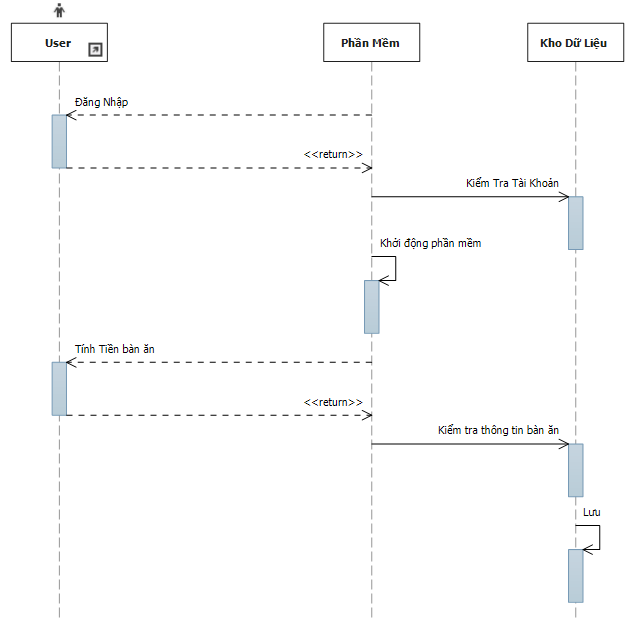 User
Phần Mềm
Kho Dữ Liệu
Đăng Nhập
<<return>>
Kiểm Tra Tài Khoản
Khởi động phần mềm
Tính Tiền bàn ăn
<<return>>
Kiểm tra thông tin bàn ăn
Lưu